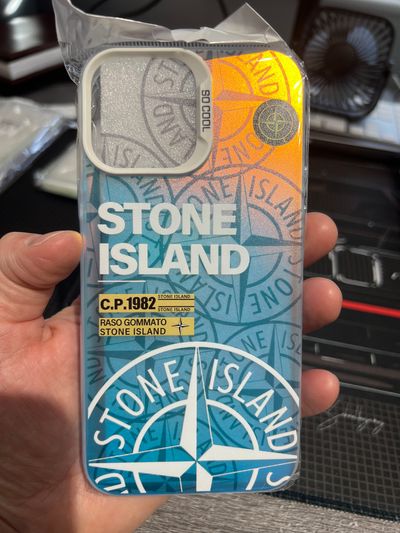 SO COOL
STONE
ISLAND
C.P.1982
STONE ISLAND
STONE ISLAND
RASO GOMMATO
STONE ISLAND
STONE ISLAND